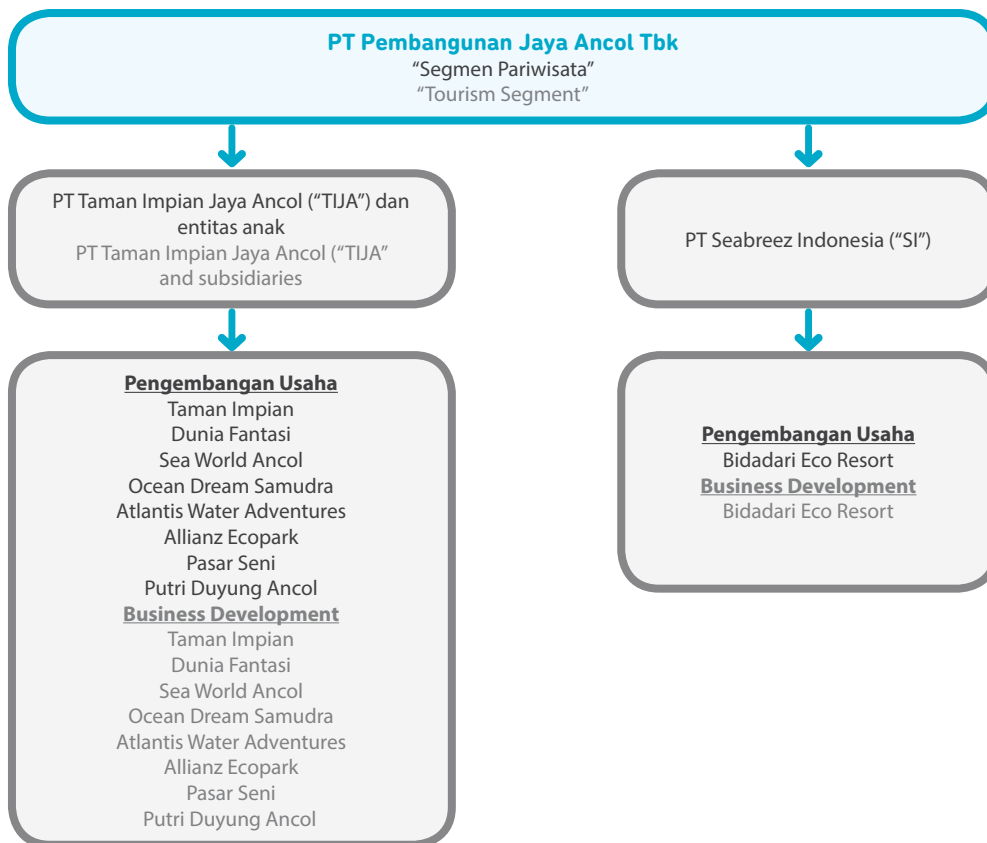 PT Pembangunan Jaya Ancol Tbk
“Segmen Pariwisata”
“Tourism Segment”
PT Taman Impian Jaya Ancol (“TIJA”) dan
entitas anak
PT Taman Impian Jaya Ancol (“TIJA”
and subsidiaries
PT Seabreez Indonesia (“SI”)
Pengembangan Usaha
Taman Impian
Dunia Fantasi
Sea World Ancol
Ocean Dream Samudra
Atlantis Water Adventures
Allianz Ecopark
Pasar Seni
Putri Duyung Ancol
Business Development
Taman Impian
Dunia Fantasi
Sea World Ancol
Ocean Dream Samudra
Atlantis Water Adventures
Allianz Ecopark
Pasar Seni
Putri Duyung Ancol
Pengembangan Usaha
Bidadari Eco Resort
Business Development
Bidadari Eco Resort